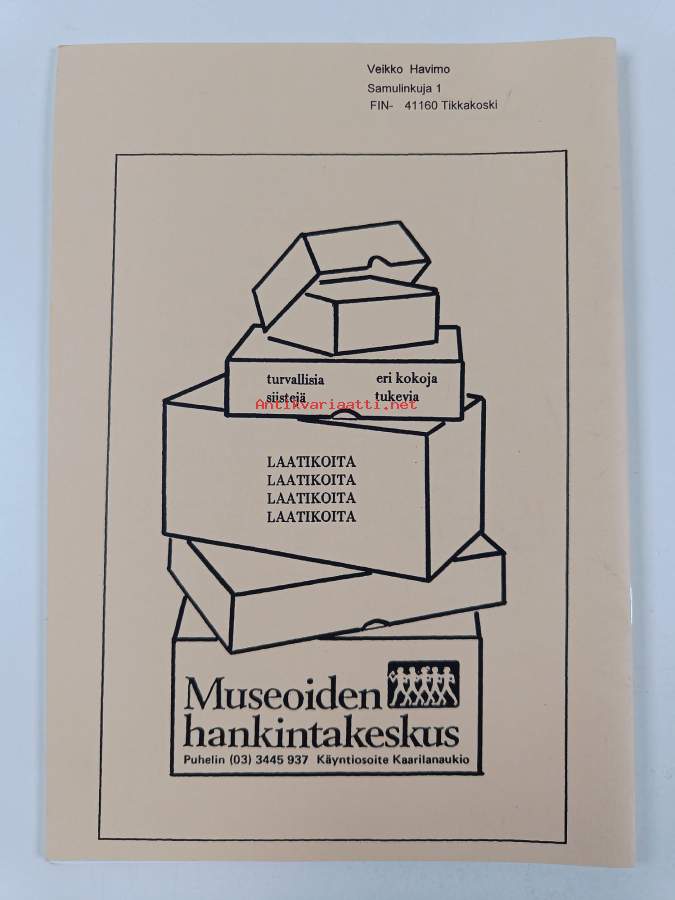 Veikko Havimo
Samulinkuja 1
FIN- 41160 Tikkakoski
turvallisia eri kokoja
siistejä tukevia
Antikvariaatti.net
LAATIKOITA
LAATIKOITA
LAATIKOITA
LAATIKOITA
Museoiden
hankintakeskus
Puhelin (03) 3445 937 Käyntiosoite Kaarilanaukio